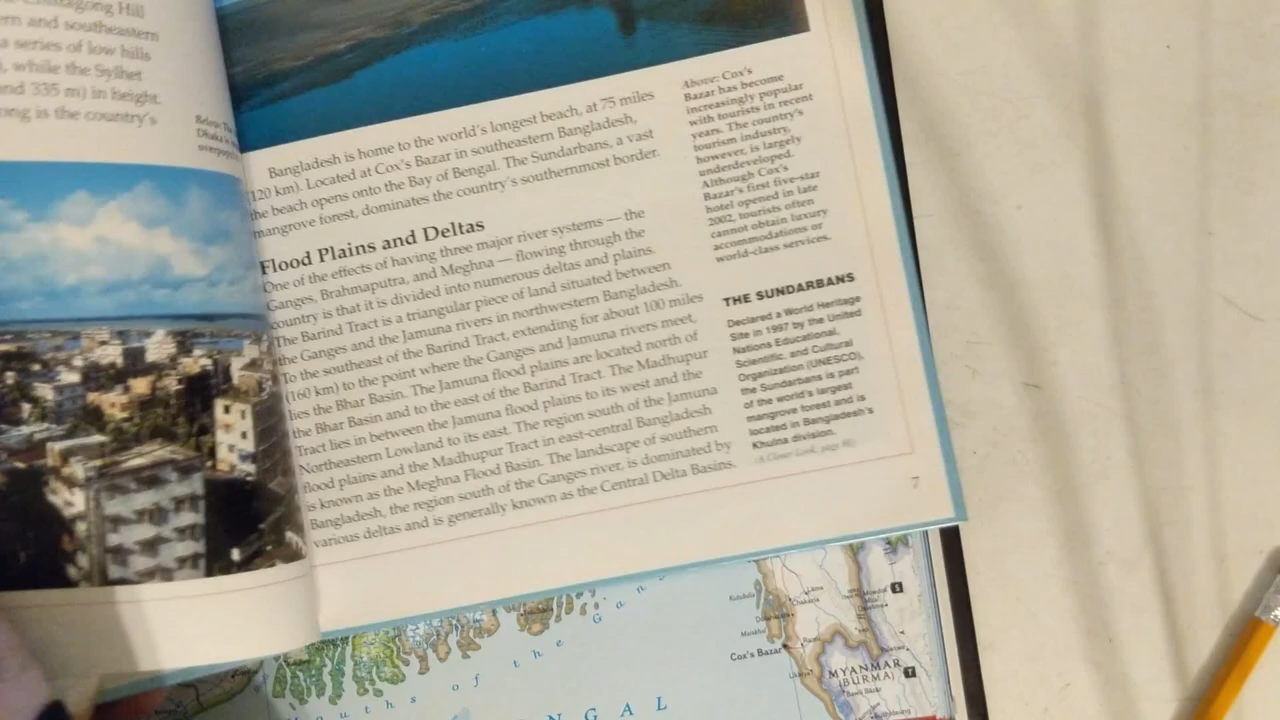 agong Hill
ern and southeastern
a series of low hills
, while the Sylhet
and 335 m) in height.
ong is the country's
Bangladesh is home to the world's longest beach, at 75 miles
(120 km). Located at Cox's Bazar in southeastern Bangladesh,
the beach opens onto the Bay of Bengal. The Sundarbans, a vast
mangrove forest, dominates the country's southernmost border.
Flood Plains and Deltas
One of the effects of having three major river systems — the
Ganges, Brahmaputra, and Meghna — flowing through the
country is that it is divided into numerous deltas and plains.
The Barind Tract is a triangular piece of land situated between
the Ganges and the Jamuna rivers in northwestern Bangladesh.
To the southeast of the Barind Tract, extending for about 100 miles
(160 km) to the point where the Ganges and Jamuna rivers meet,
lies the Bhar Basin. The Jamuna flood plains are located north of
the Bhar Basin and to the east of the Barind Tract. The Madhupur
Tract lies in between the Jamuna flood plains to its west and the
Northeastern Lowland to its east. The region south of the Jamuna
flood plains and the Madhupur Tract in east-central Bangladesh
is known as the Meghna Flood Basin. The landscape of southern
Bangladesh, the region south of the Ganges river, is dominated by
various deltas and is generally known as the Central Delta Basins.
Above: Cox's
Bazar has become
increasingly popular
with tourists in recent
years. The country's
tourism industry,
however, is largely
underdeveloped.
Although Cox's
Bazar's first five-star
hotel opened in late
2002, tourists often
cannot obtain luxury
accommodations or
world-class services.
THE SUNDARBANS
Declared a World Heritage
Site in 1997 by the United
Nations Educational,
Scientific, and Cultural
Organization (UNESCO),
the Sundarbans is part
of the world's largest
mangrove forest and is
located in Bangladesh's
Khulna division.
(A Closer Look, page
7
Mouths of the Gan
NGAL
Kutubdia
Chakaria
Ramu
Cox's Bazar
MYANMAR
(BURMA)